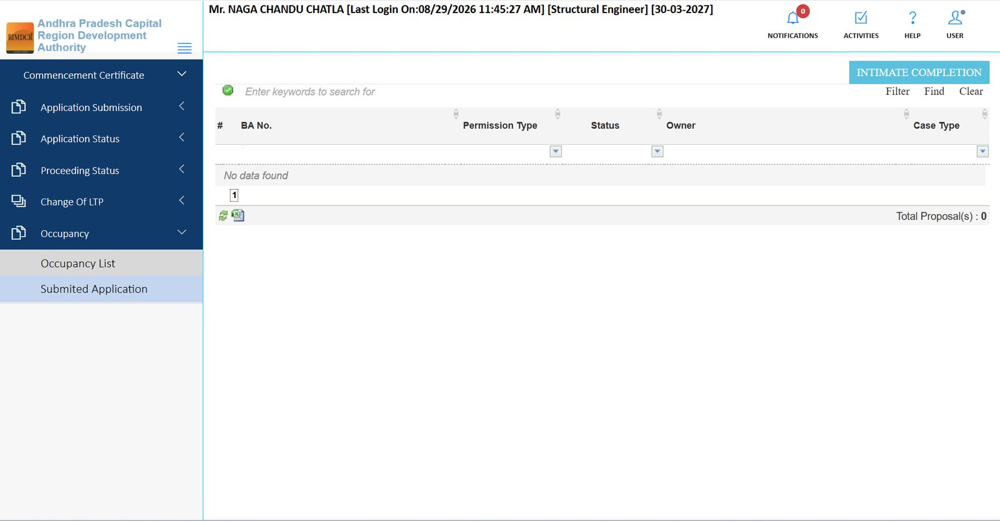 Mr. NAGA CHANDU CHATLA [Last Login On:08/29/2026 11:45:27 AM] [Structural Engineer] [30-03-2027]
0
NOTIFICATIONS
ACTIVITIES
HELP
USER
BIMDCR
Andhra Pradesh Capital
Region Development
Authority
Commencement Certificate
Application Submission
Application Status
Proceeding Status
Change Of LTP
Occupancy
Occupancy List
Submited Application
INTIMATE COMPLETION
Enter keywords to search for
Filter Find Clear
# BA No. Permission Type Status Owner Case Type
No data found
1
Total Proposal(s) : 0